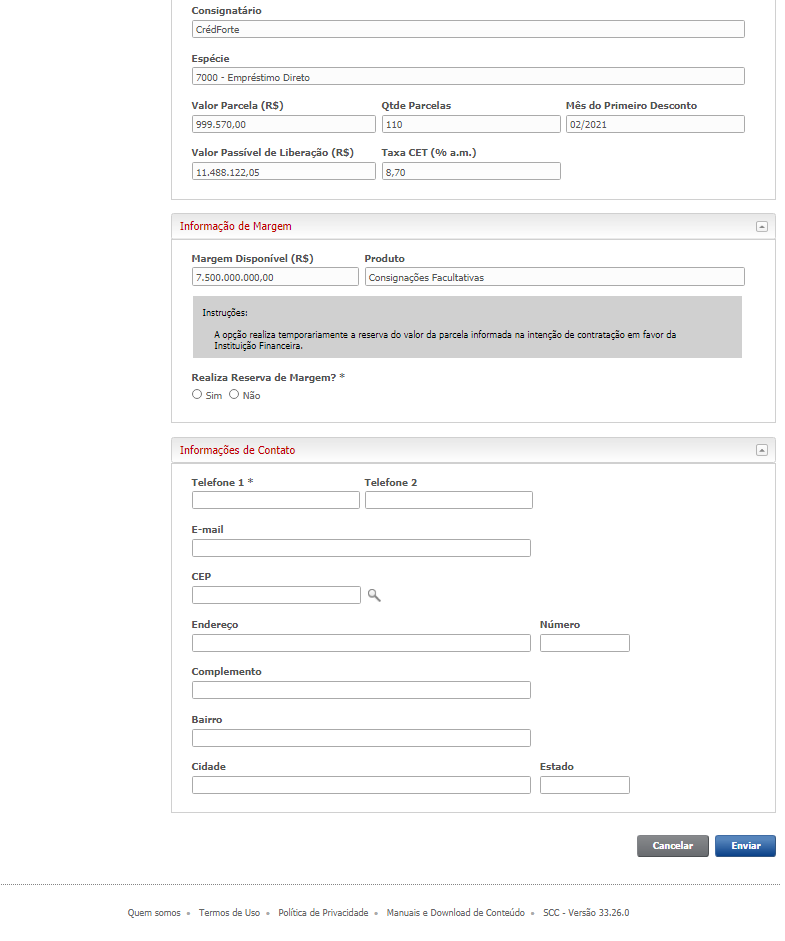 Consignatário
CrédForte
Espécie
7000 - Empréstimo Direto
Valor Parcela (R$) Qtde Parcelas Mês do Primeiro Desconto
999.570,00 110 02/2021
Valor Passível de Liberação (R$) Taxa CET (% a.m.)
11.488.122,05 8,70
Informação de Margem
Margem Disponível (R$) Produto
7.500.000.000,00 Consignações Facultativas
Instruções:
A opção realiza temporariamente a reserva do valor da parcela informada na intenção de contratação em favor da
Instituição Financeira.
Realiza Reserva de Margem? *
Sim Não
Informações de Contato
Telefone 1 * Telefone 2
E-mail
CEP
Endereço Número
Complemento
Bairro
Cidade Estado
Cancelar Enviar
Quem somos • Termos de Uso • Política de Privacidade • Manuais e Download de Conteúdo • SCC - Versão 33.26.0